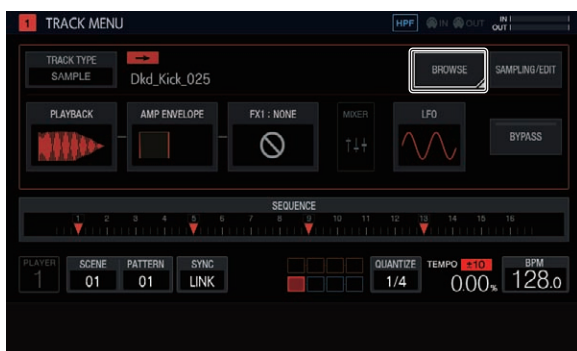 1 TRACK MENU HPF IN OUT IN OUT
TRACK TYPE
SAMPLE
Dkd_Kick_025
BROWSE
SAMPLING/EDIT
PLAYBACK
AMP ENVELOPE
FX1 : NONE
MIXER
LFO
BYPASS
SEQUENCE
1 2 3 4 5 6 7 8 9 10 11 12 13 14 15 16
PLAYER
1
SCENE
01
PATTERN
01
SYNC
LINK
QUANTIZE
1/4
TEMPO ±10
0.00%
BPM
128.0